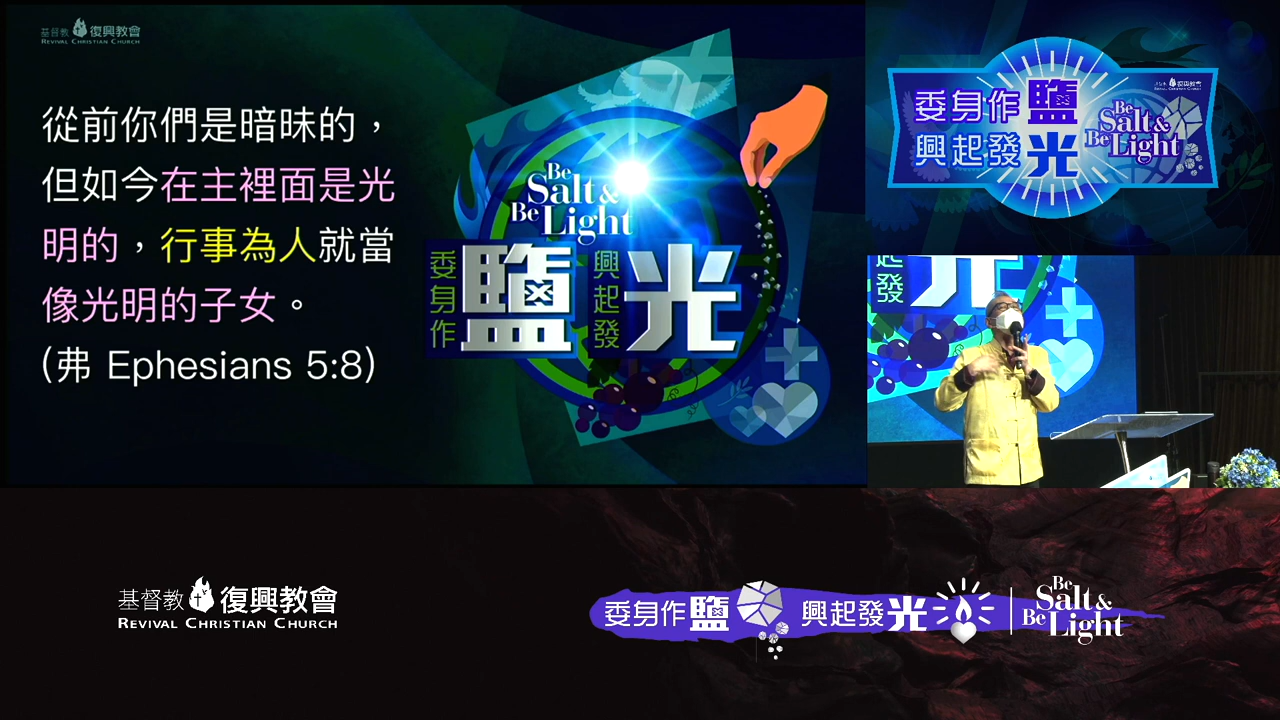 基督教 復興教會
REVIVAL CHRISTIAN CHURCH
從前你們是暗昧的，
但如今在主裡面是光
明的，行事為人就當
像光明的子女。
(弗 Ephesians 5:8)
Be
Salt &
Be Light
委身作 鹽 興起發 光
委身作 鹽
興起發 光
Be
Salt &
Be Light
起發 光
基督教 復興教會
REVIVAL CHRISTIAN CHURCH
委身作鹽 興起發光
Be
Salt &
Be Light